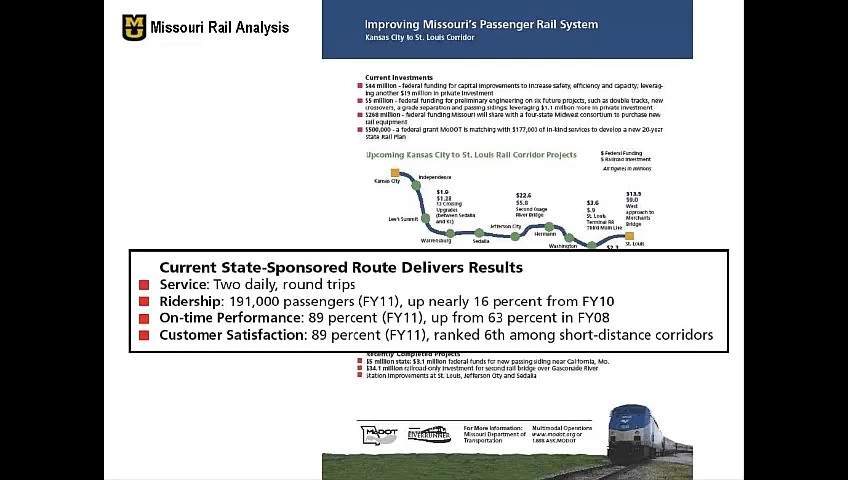 MU
Missouri Rail Analysis
Improving Missouri's Passenger Rail System
Kansas City to St. Louis Corridor
Current Investments
$44 million - federal funding for capital improvements to increase safety, efficiency and capacity; leverag-
ing another $19 million in private investment
$5 million - federal funding for preliminary engineering on six future projects, such as double tracks, new
crossovers, a grade separation and passing sidings; leveraging $1.1 million more in private investment
$268 million - federal funding Missouri will share with a four-state Midwest consortium to purchase new
rail equipment
$500,000 - a federal grant MoDOT is matching with $177,000 of in-kind services to develop a new 20-year
State Rail Plan
Upcoming Kansas City to St. Louis Rail Corridor Projects
$ Federal Funding
$ Railroad Investment
All figures in millions
Kansas City
Independence
Lee's Summit
Warrensburg
$1.9
$1.28
13 Crossing
Upgrades
(between Sedalia
and KC)
Sedalia
Jefferson City
$22.6
$5.8
Second Osage
River Bridge
Hermann
Washington
$3.6
$.9
St. Louis
Terminal RR
Third Main Line
$13.5
$9.0
West
approach to
Merchants
Bridge
St. Louis
Current State-Sponsored Route Delivers Results
Service: Two daily, round trips
Ridership: 191,000 passengers (FY11), up nearly 16 percent from FY10
On-time Performance: 89 percent (FY11), up from 63 percent in FY08
Customer Satisfaction: 89 percent (FY11), ranked 6th among short-distance corridors
Recently Completed Projects
$5 million state; $3.1 million federal funds for new passing siding near California, Mo.
$34.1 million railroad-only investment for second rail bridge over Gasconade River
Station improvements at St. Louis, Jefferson City and Sedalia
MoDOT
RIVER RUNNER
For More Information:
Missouri Department of
Transportation
Multimodal Operations
www.modot.org or
1.888.ASK.MODOT